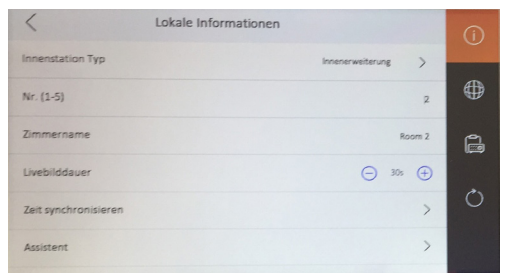 Lokale Informationen
Innenstation Typ Innenerweiterung
Nr. (1-5) 2
Zimmername Room 2
Livebilddauer 30s
Zeit synchronisieren
Assistent